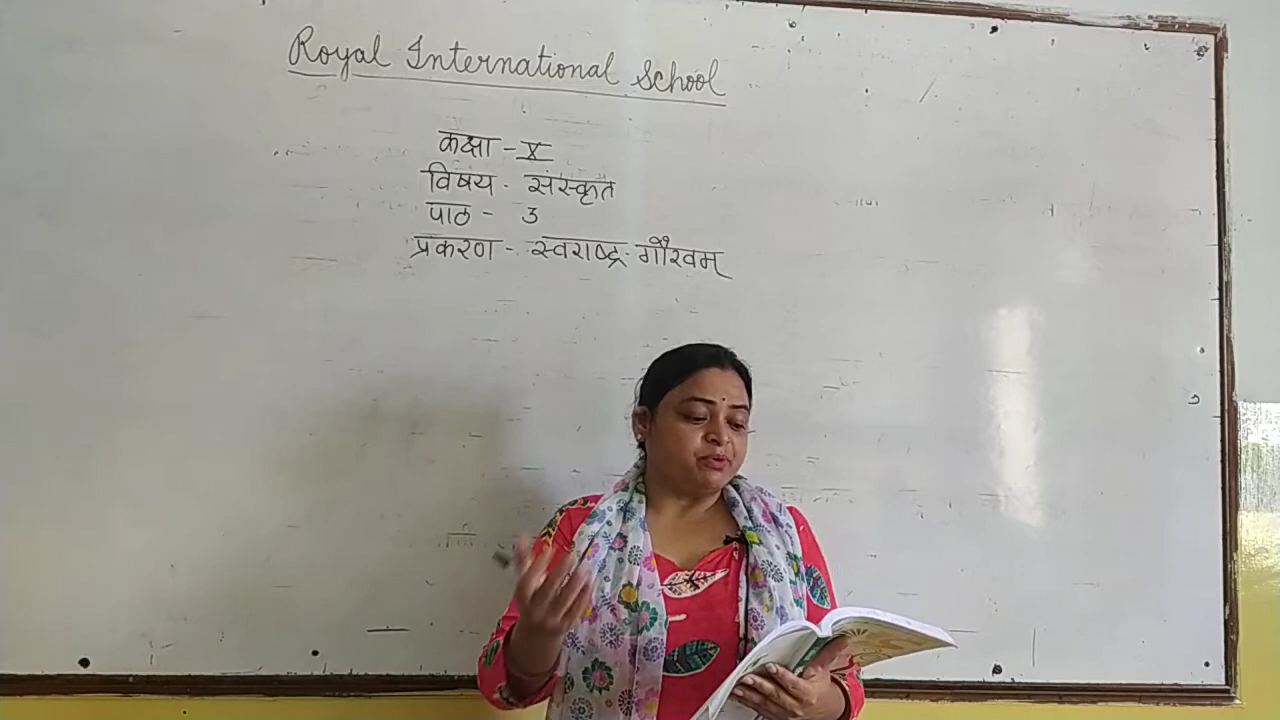 Royal International School
कक्षा - X
विषय - संस्कृत
पाठ - 3
प्रकरण - स्वराष्ट्र-गौरवम्